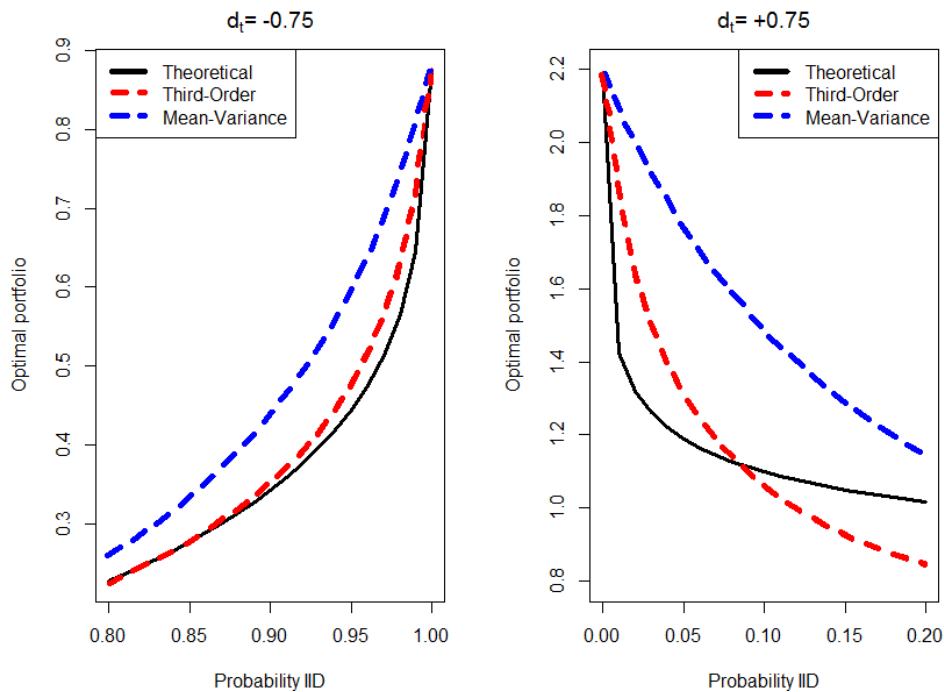 dt= -0.75
Theoretical
Third-Order
Mean-Variance
0.9
0.8
0.7
0.6
0.5
0.4
0.3
Optimal portfolio
0.80 0.85 0.90 0.95 1.00
Probability IID
dt= +0.75
Theoretical
Third-Order
Mean-Variance
2.2
2.0
1.8
1.6
1.4
1.2
1.0
0.8
Optimal portfolio
0.00 0.05 0.10 0.15 0.20
Probability IID